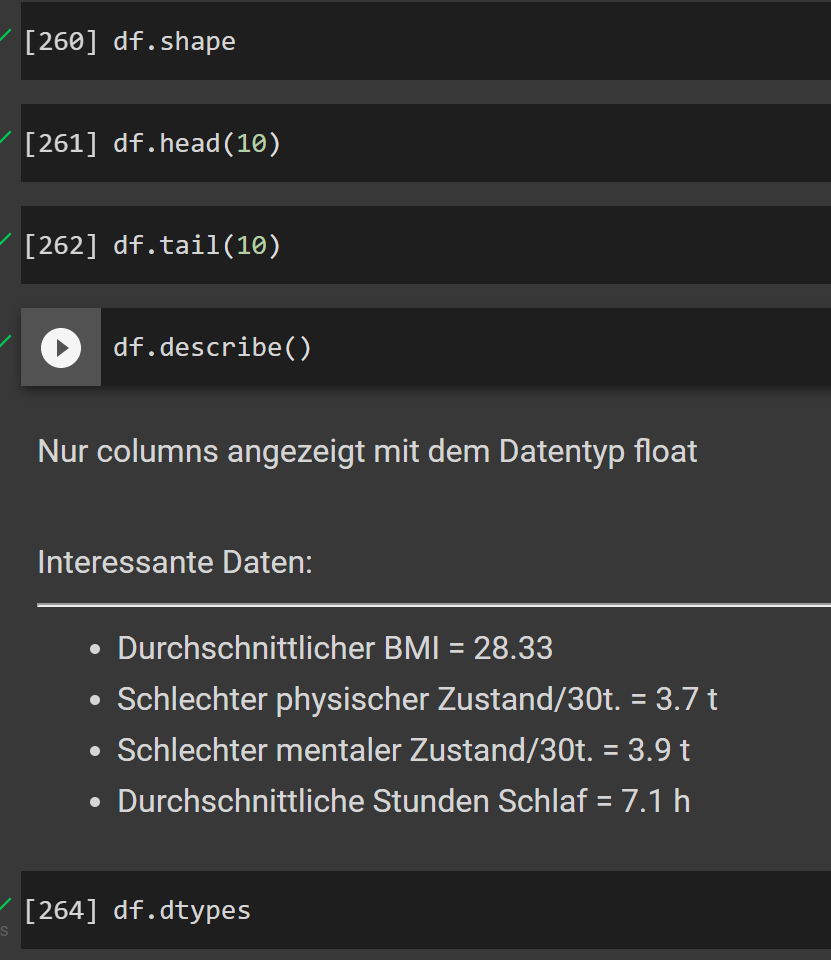 [260] df.shape
[261] df.head(10)
[262] df.tail(10)
df.describe()
Nur columns angezeigt mit dem Datentyp float
Interessante Daten:
• Durchschnittlicher BMI = 28.33
• Schlechter physischer Zustand/30t. = 3.7 t
• Schlechter mentaler Zustand/30t. = 3.9 t
• Durchschnittliche Stunden Schlaf = 7.1 h
[264] df.dtypes
s